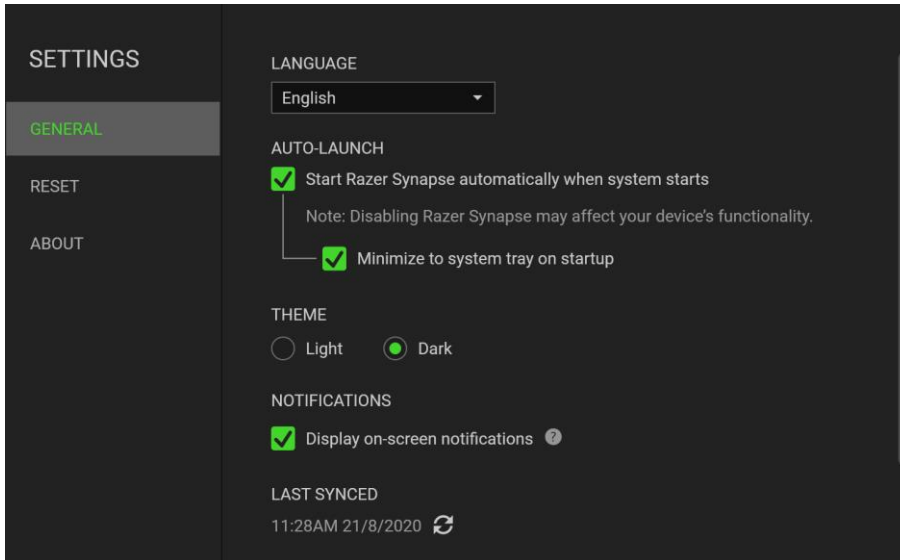 SETTINGS
GENERAL
RESET
ABOUT
LANGUAGE
English
AUTO-LAUNCH
Start Razer Synapse automatically when system starts
Note: Disabling Razer Synapse may affect your device’s functionality.
Minimize to system tray on startup
THEME
Light
Dark
NOTIFICATIONS
Display on-screen notifications ?
LAST SYNCED
11:28AM 21/8/2020